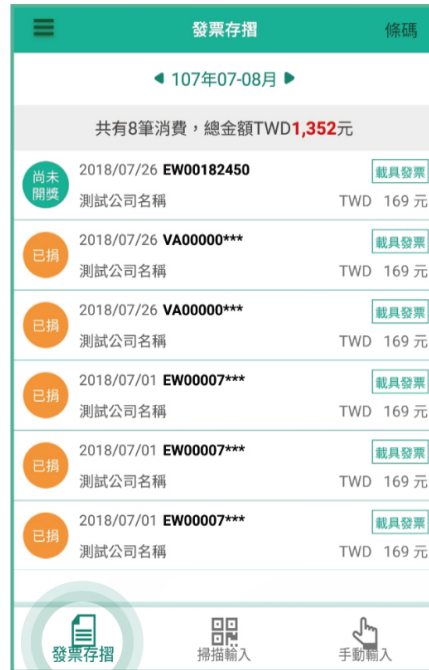 發票存摺 條碼
107年07-08月
共有8筆消費，總金額TWD1,352元
尚未開獎 2018/07/26 EW00182450 載具發票
測試公司名稱 TWD 169 元
已捐 2018/07/26 VA00000*** 載具發票
測試公司名稱 TWD 169 元
已捐 2018/07/26 VA00000*** 載具發票
測試公司名稱 TWD 169 元
已捐 2018/07/01 EW00007*** 載具發票
測試公司名稱 TWD 169 元
已捐 2018/07/01 EW00007*** 載具發票
測試公司名稱 TWD 169 元
已捐 2018/07/01 EW00007*** 載具發票
測試公司名稱 TWD 169 元
發票存摺 掃描輸入 手動輸入